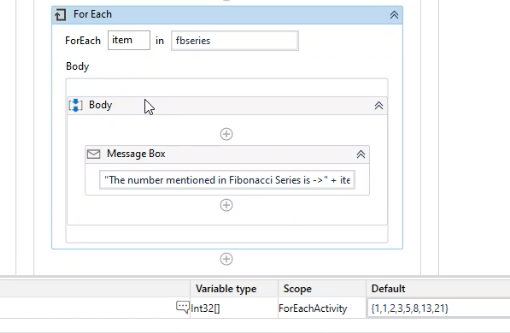 For Each
ForEach item in fbseries
Body
Body
Message Box
"The number mentioned in Fibonacci Series is ->" + ite
Variable type Scope Default
Int32[] ForEachActivity {1,1,2,3,5,8,13,21}